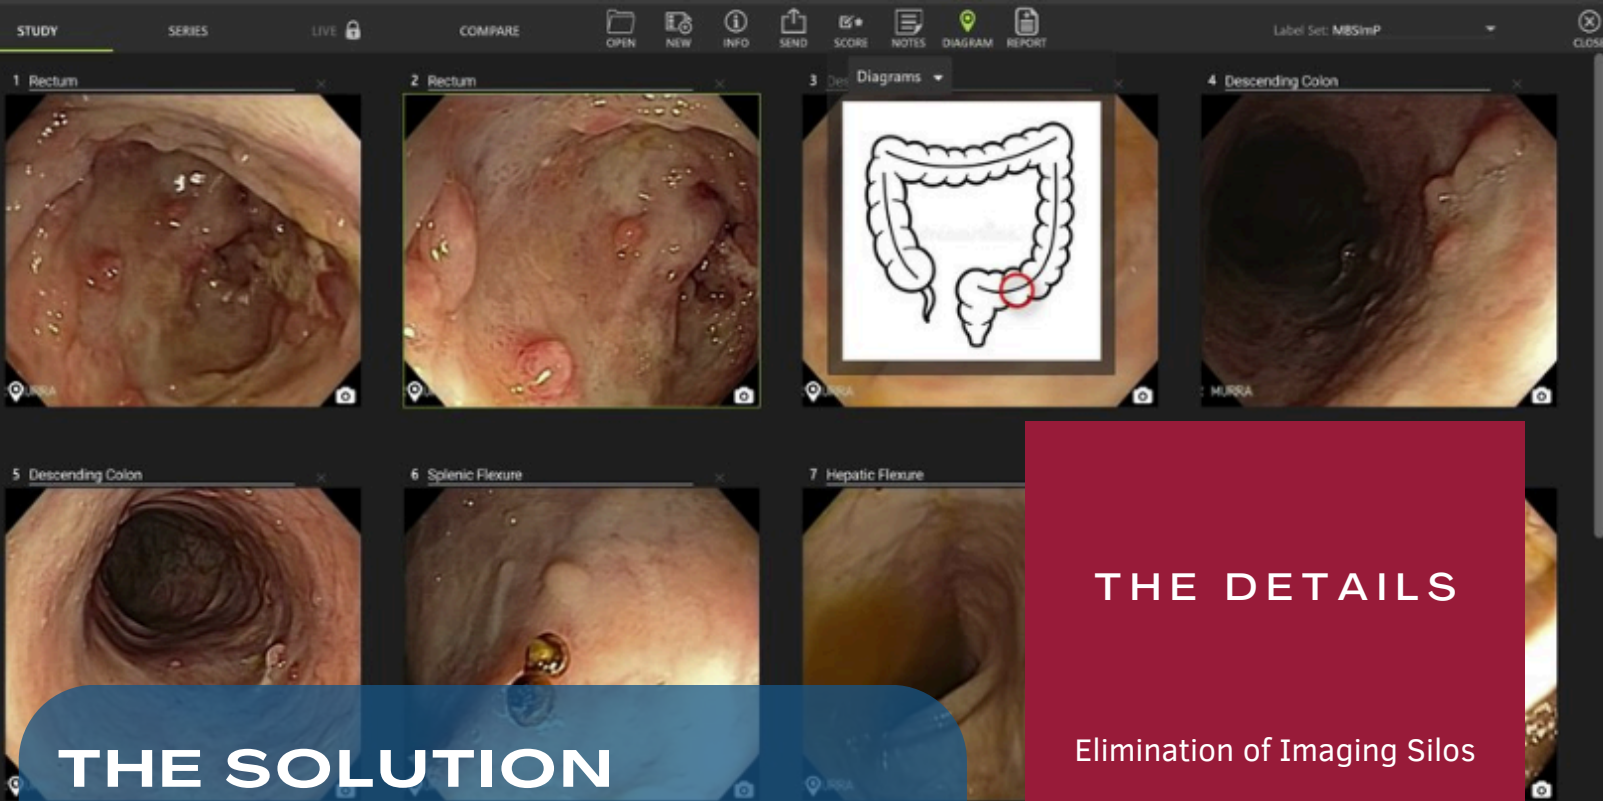 STUDY
SERIES
LIVE
COMPARE
OPEN
NEW
INFO
SEND
SCORE
NOTES
DIAGRAM
REPORT
Label Set: MBSImP
CLOS
1 Rectum
2 Rectum
3 Des
Diagrams
4 Descending Colon
MURRA
5 Descending Colon
6 Splenic Flexure
7 Hepatic Flexure
THE DETAILS
Elimination of Imaging Silos
THE SOLUTION